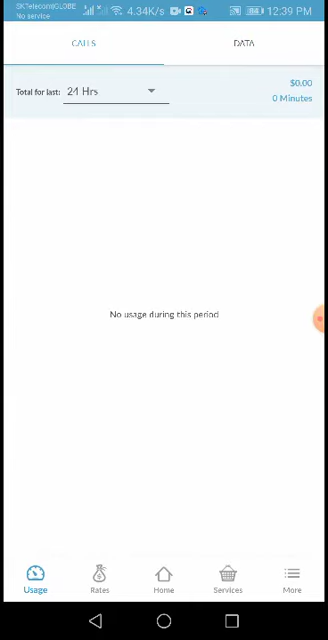 SKTelecom|GLOBE
No service
4.34K/s
12:39 PM
CALLS
DATA
Total for last: 24 Hrs
$0.00
0 Minutes
No usage during this period
Usage
Rates
Home
Services
More